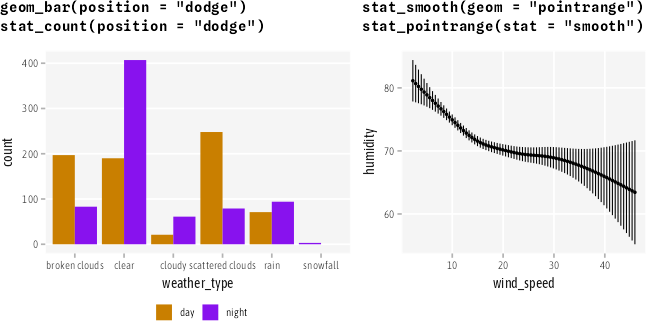 geom_bar(position = "dodge")
stat_count(position = "dodge")
400
300
200
100
0
count
broken clouds clear cloudy scattered clouds rain snowfall
weather_type
day night
stat_smooth(geom = "pointrange")
stat_pointrange(stat = "smooth")
80
70
60
humidity
10 20 30 40
wind_speed